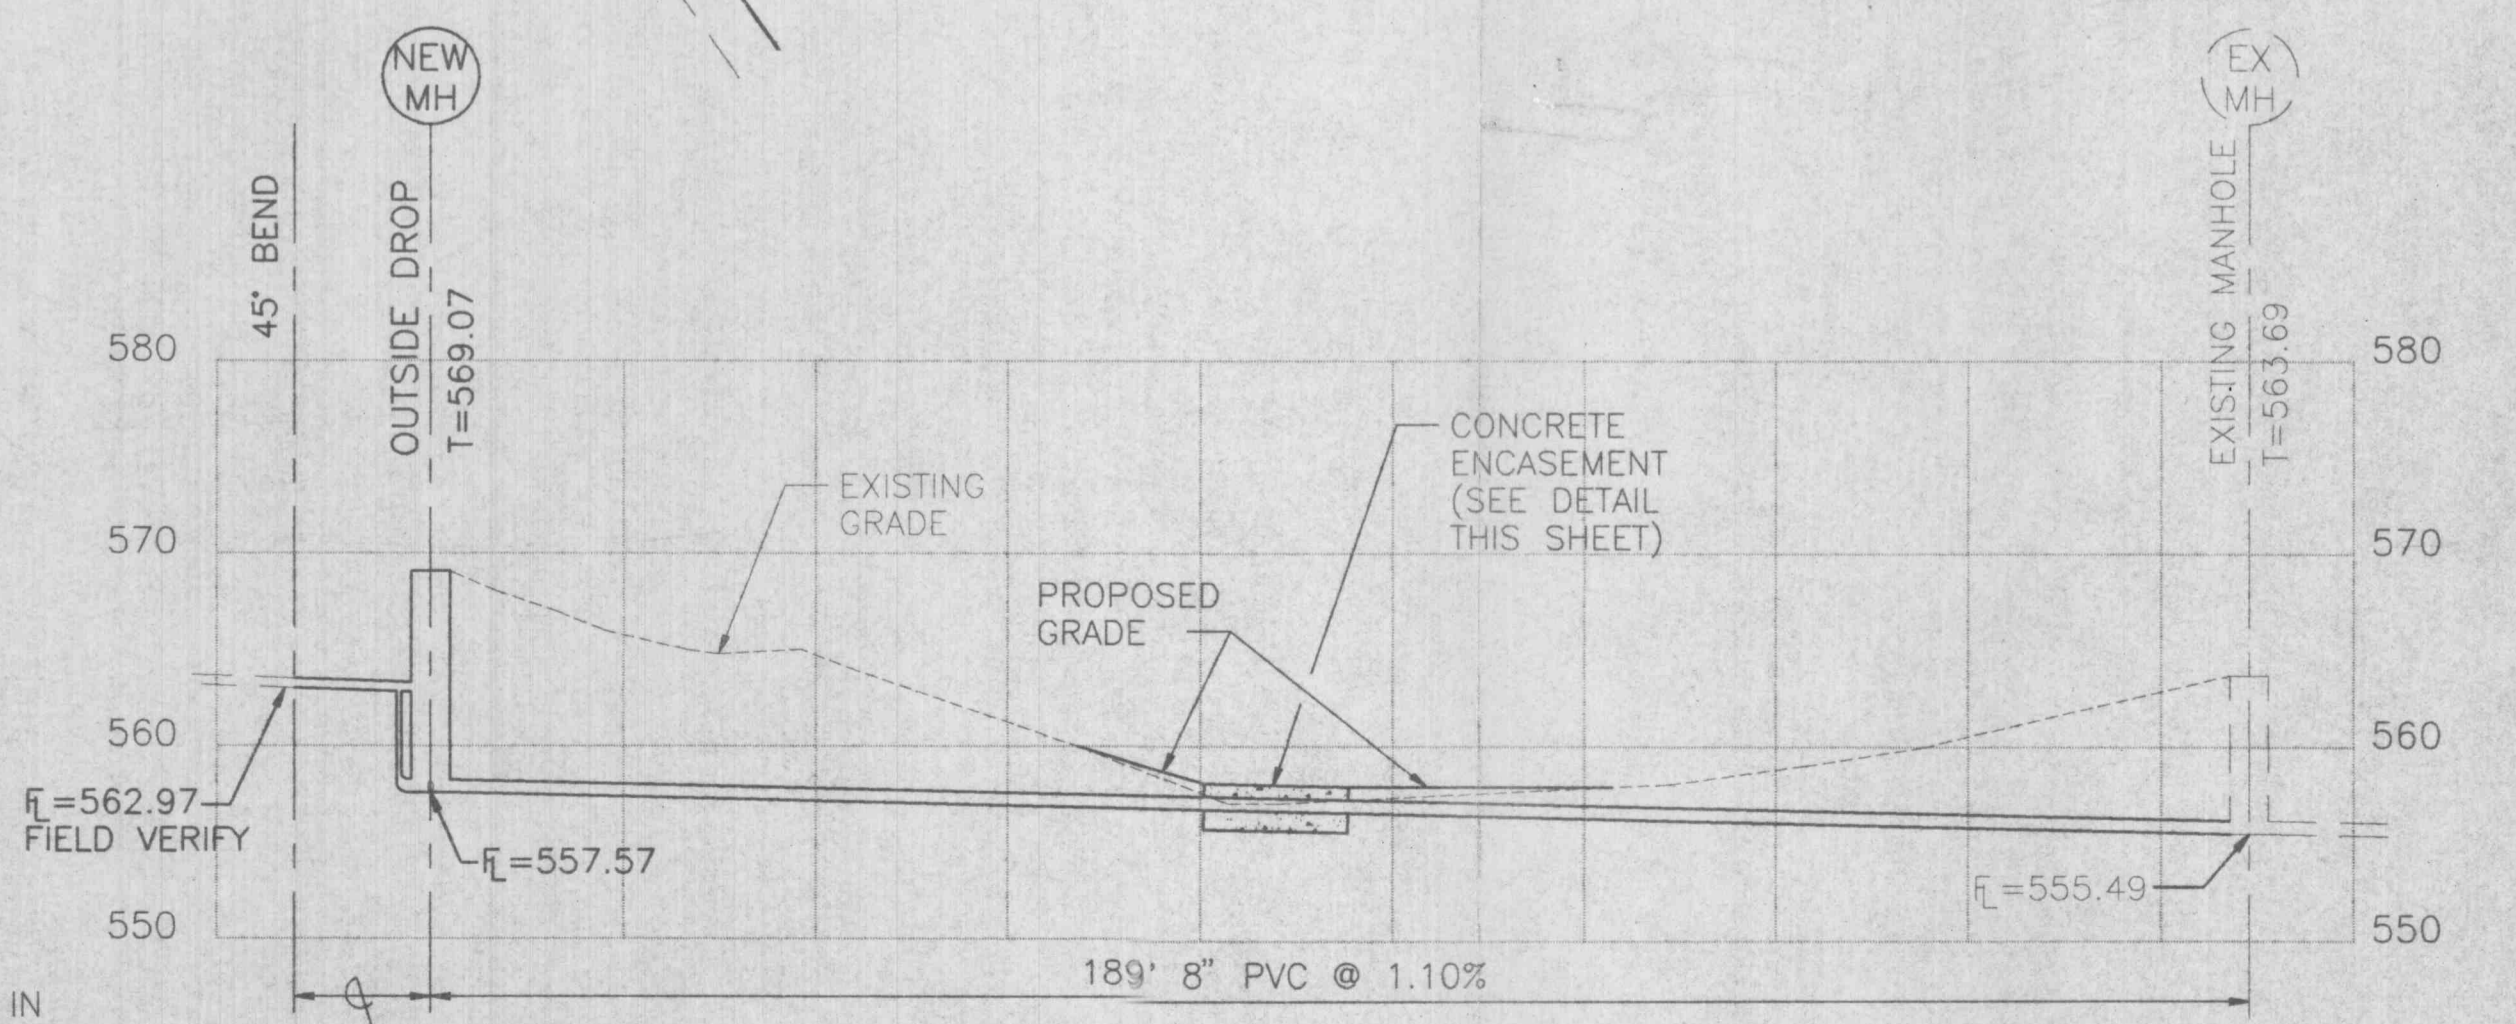 NEW
MH
EX
MH
45° BEND
OUTSIDE DROP
T=569.07
EXISTING MANHOLE
T=563.69
580
580
CONCRETE
ENCASEMENT
(SEE DETAIL
THIS SHEET)
EXISTING
GRADE
570
570
PROPOSED
GRADE
560
560
FL=562.97
FIELD VERIFY
FL=557.57
FL=555.49
550
550
189' 8" PVC @ 1.10%
IN